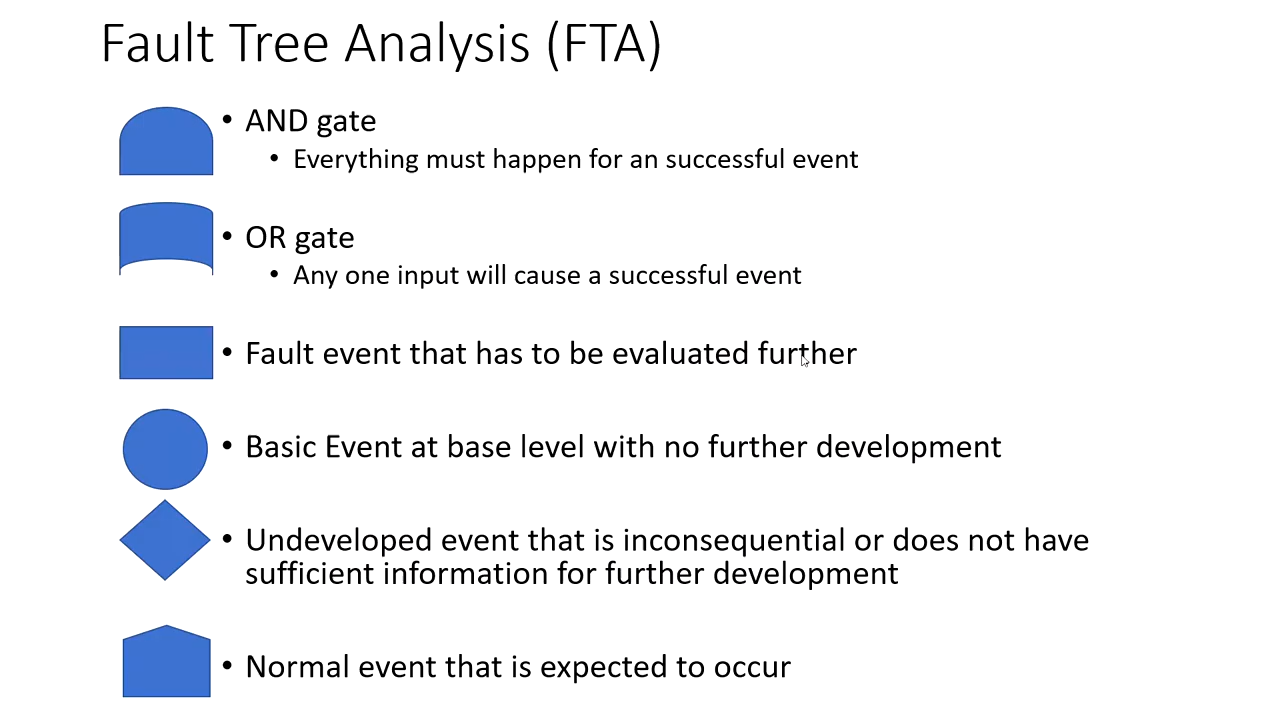 Fault Tree Analysis (FTA)
• AND gate
• Everything must happen for an successful event
• OR gate
• Any one input will cause a successful event
• Fault event that has to be evaluated further
• Basic Event at base level with no further development
• Undeveloped event that is inconsequential or does not have
sufficient information for further development
• Normal event that is expected to occur